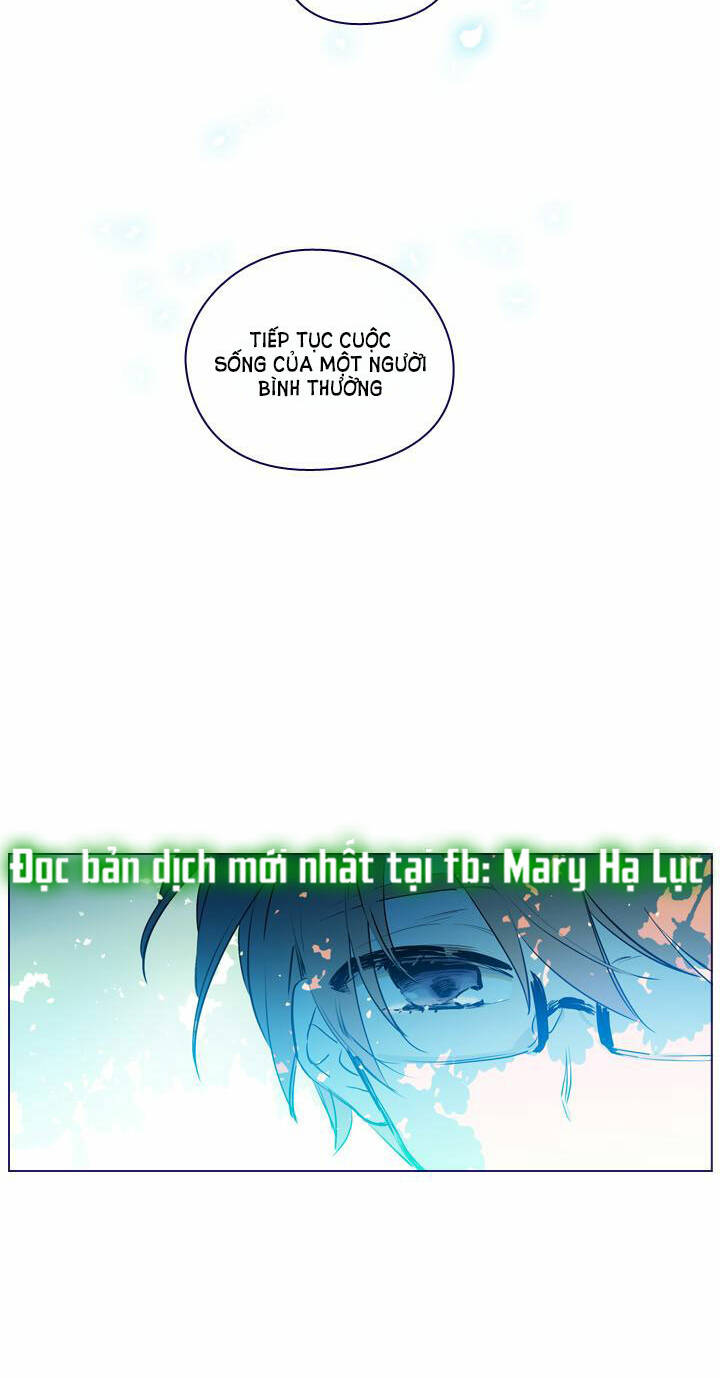 TIẾP TỤC CUỘC
SỐNG CỦA MỘT NGƯỜI
BÌNH THƯỜNG
Đọc bản dịch mới nhất tại fb: Mary Hạ Lục